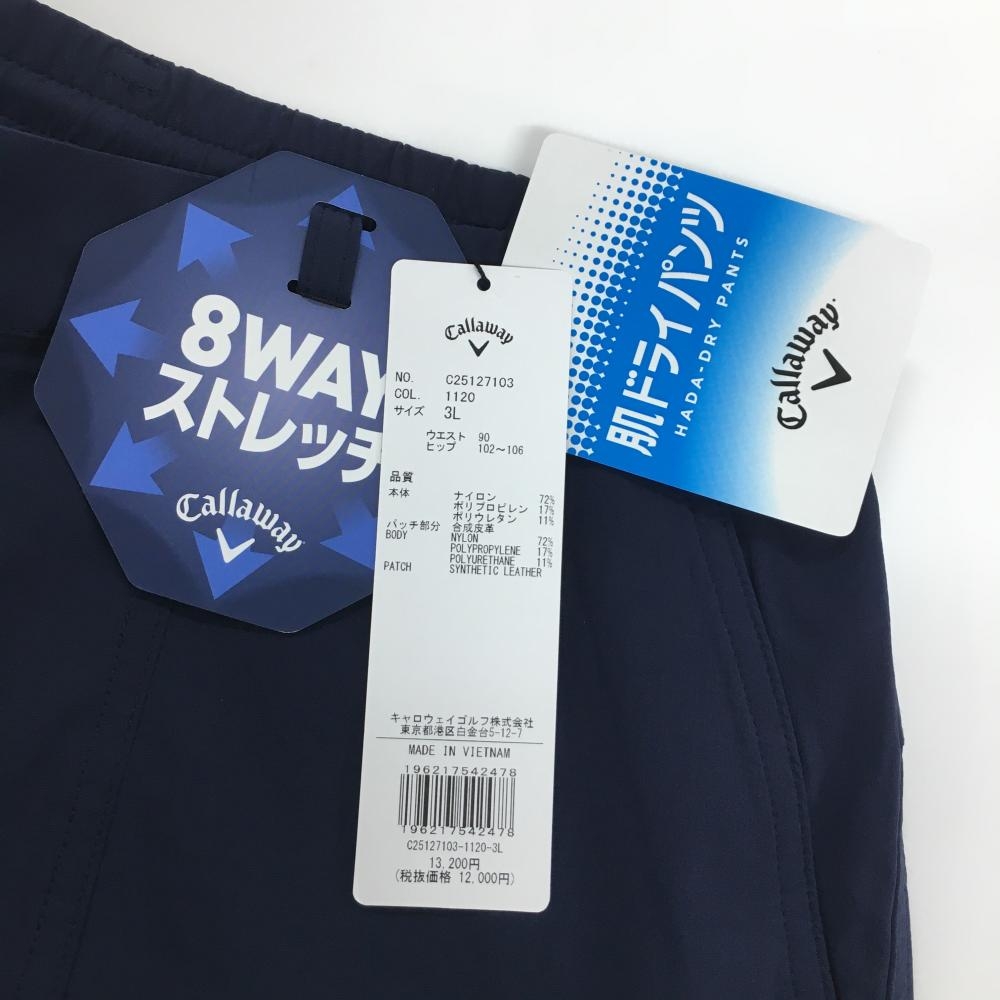 8WAY
ストレッチ
Callaway
肌ドライパンツ
HADA-DRY PANTS
Callaway
Callaway
NO. C25127103
COL. 1120
サイズ 3L
ウエスト 90
ヒップ 102～106
品質
本体 ナイロン 72%
ポリプロピレン 17%
ポリウレタン 11%
パッチ部分 合成皮革
BODY NYLON 72%
POLYPROPYLENE 17%
POLYURETHANE 11%
PATCH SYNTHETIC LEATHER
キャロウェイゴルフ株式会社
東京都港区白金台5-12-7
MADE IN VIETNAM
196217542478
196217542478
C25127103-1120-3L
13,200円
(税抜価格 12,000円)